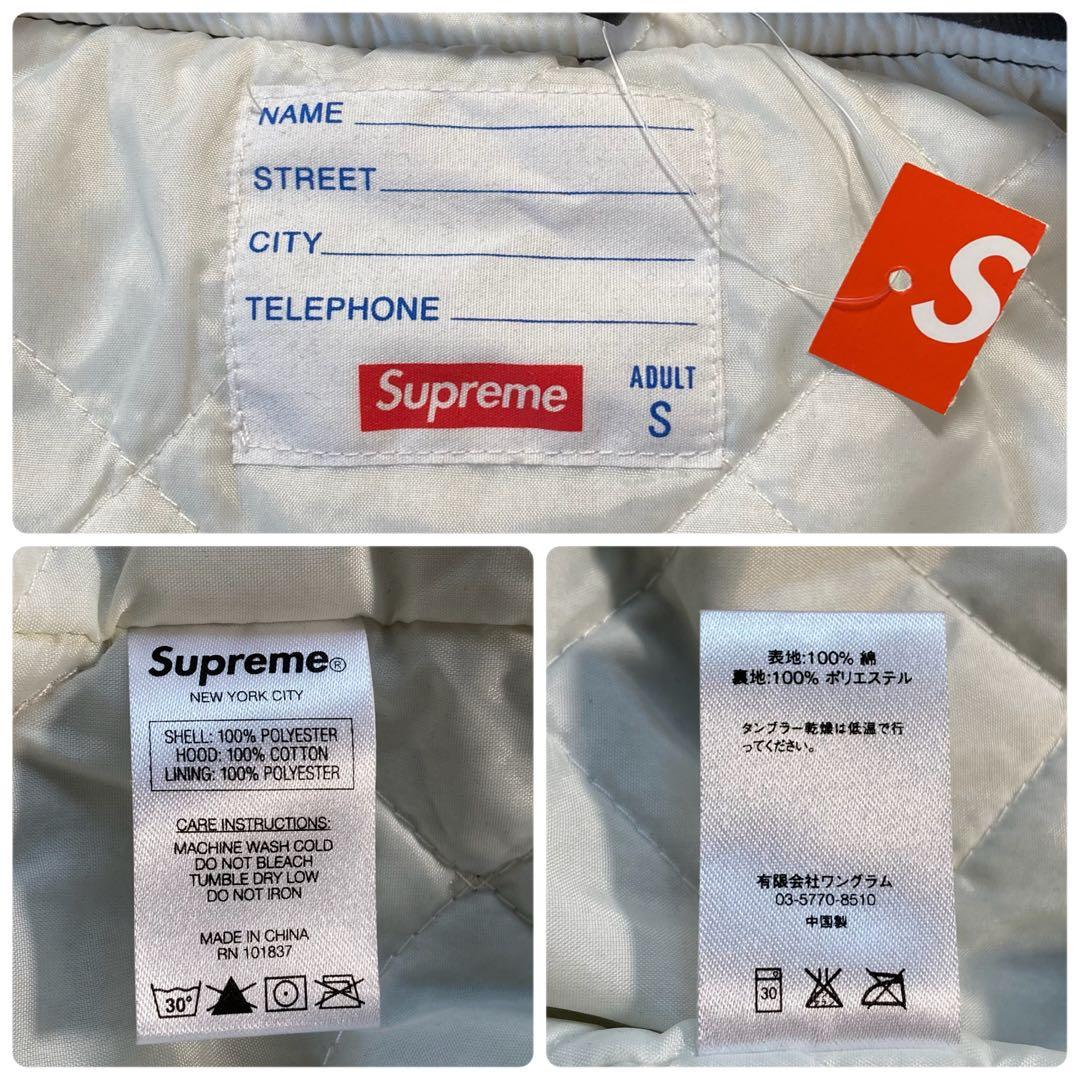 NAME
STREET
CITY
TELEPHONE
Supreme
ADULT
S
S
Supreme®
NEW YORK CITY
SHELL: 100% POLYESTER
HOOD: 100% COTTON
LINING: 100% POLYESTER
CARE INSTRUCTIONS:
MACHINE WASH COLD
DO NOT BLEACH
TUMBLE DRY LOW
DO NOT IRON
MADE IN CHINA
RN 101837
30°
表地:100% 綿
裏地:100% ポリエステル
タンブラー乾燥は低温で行
ってください。
有限会社ワングラム
03-5770-8510
中国製
30